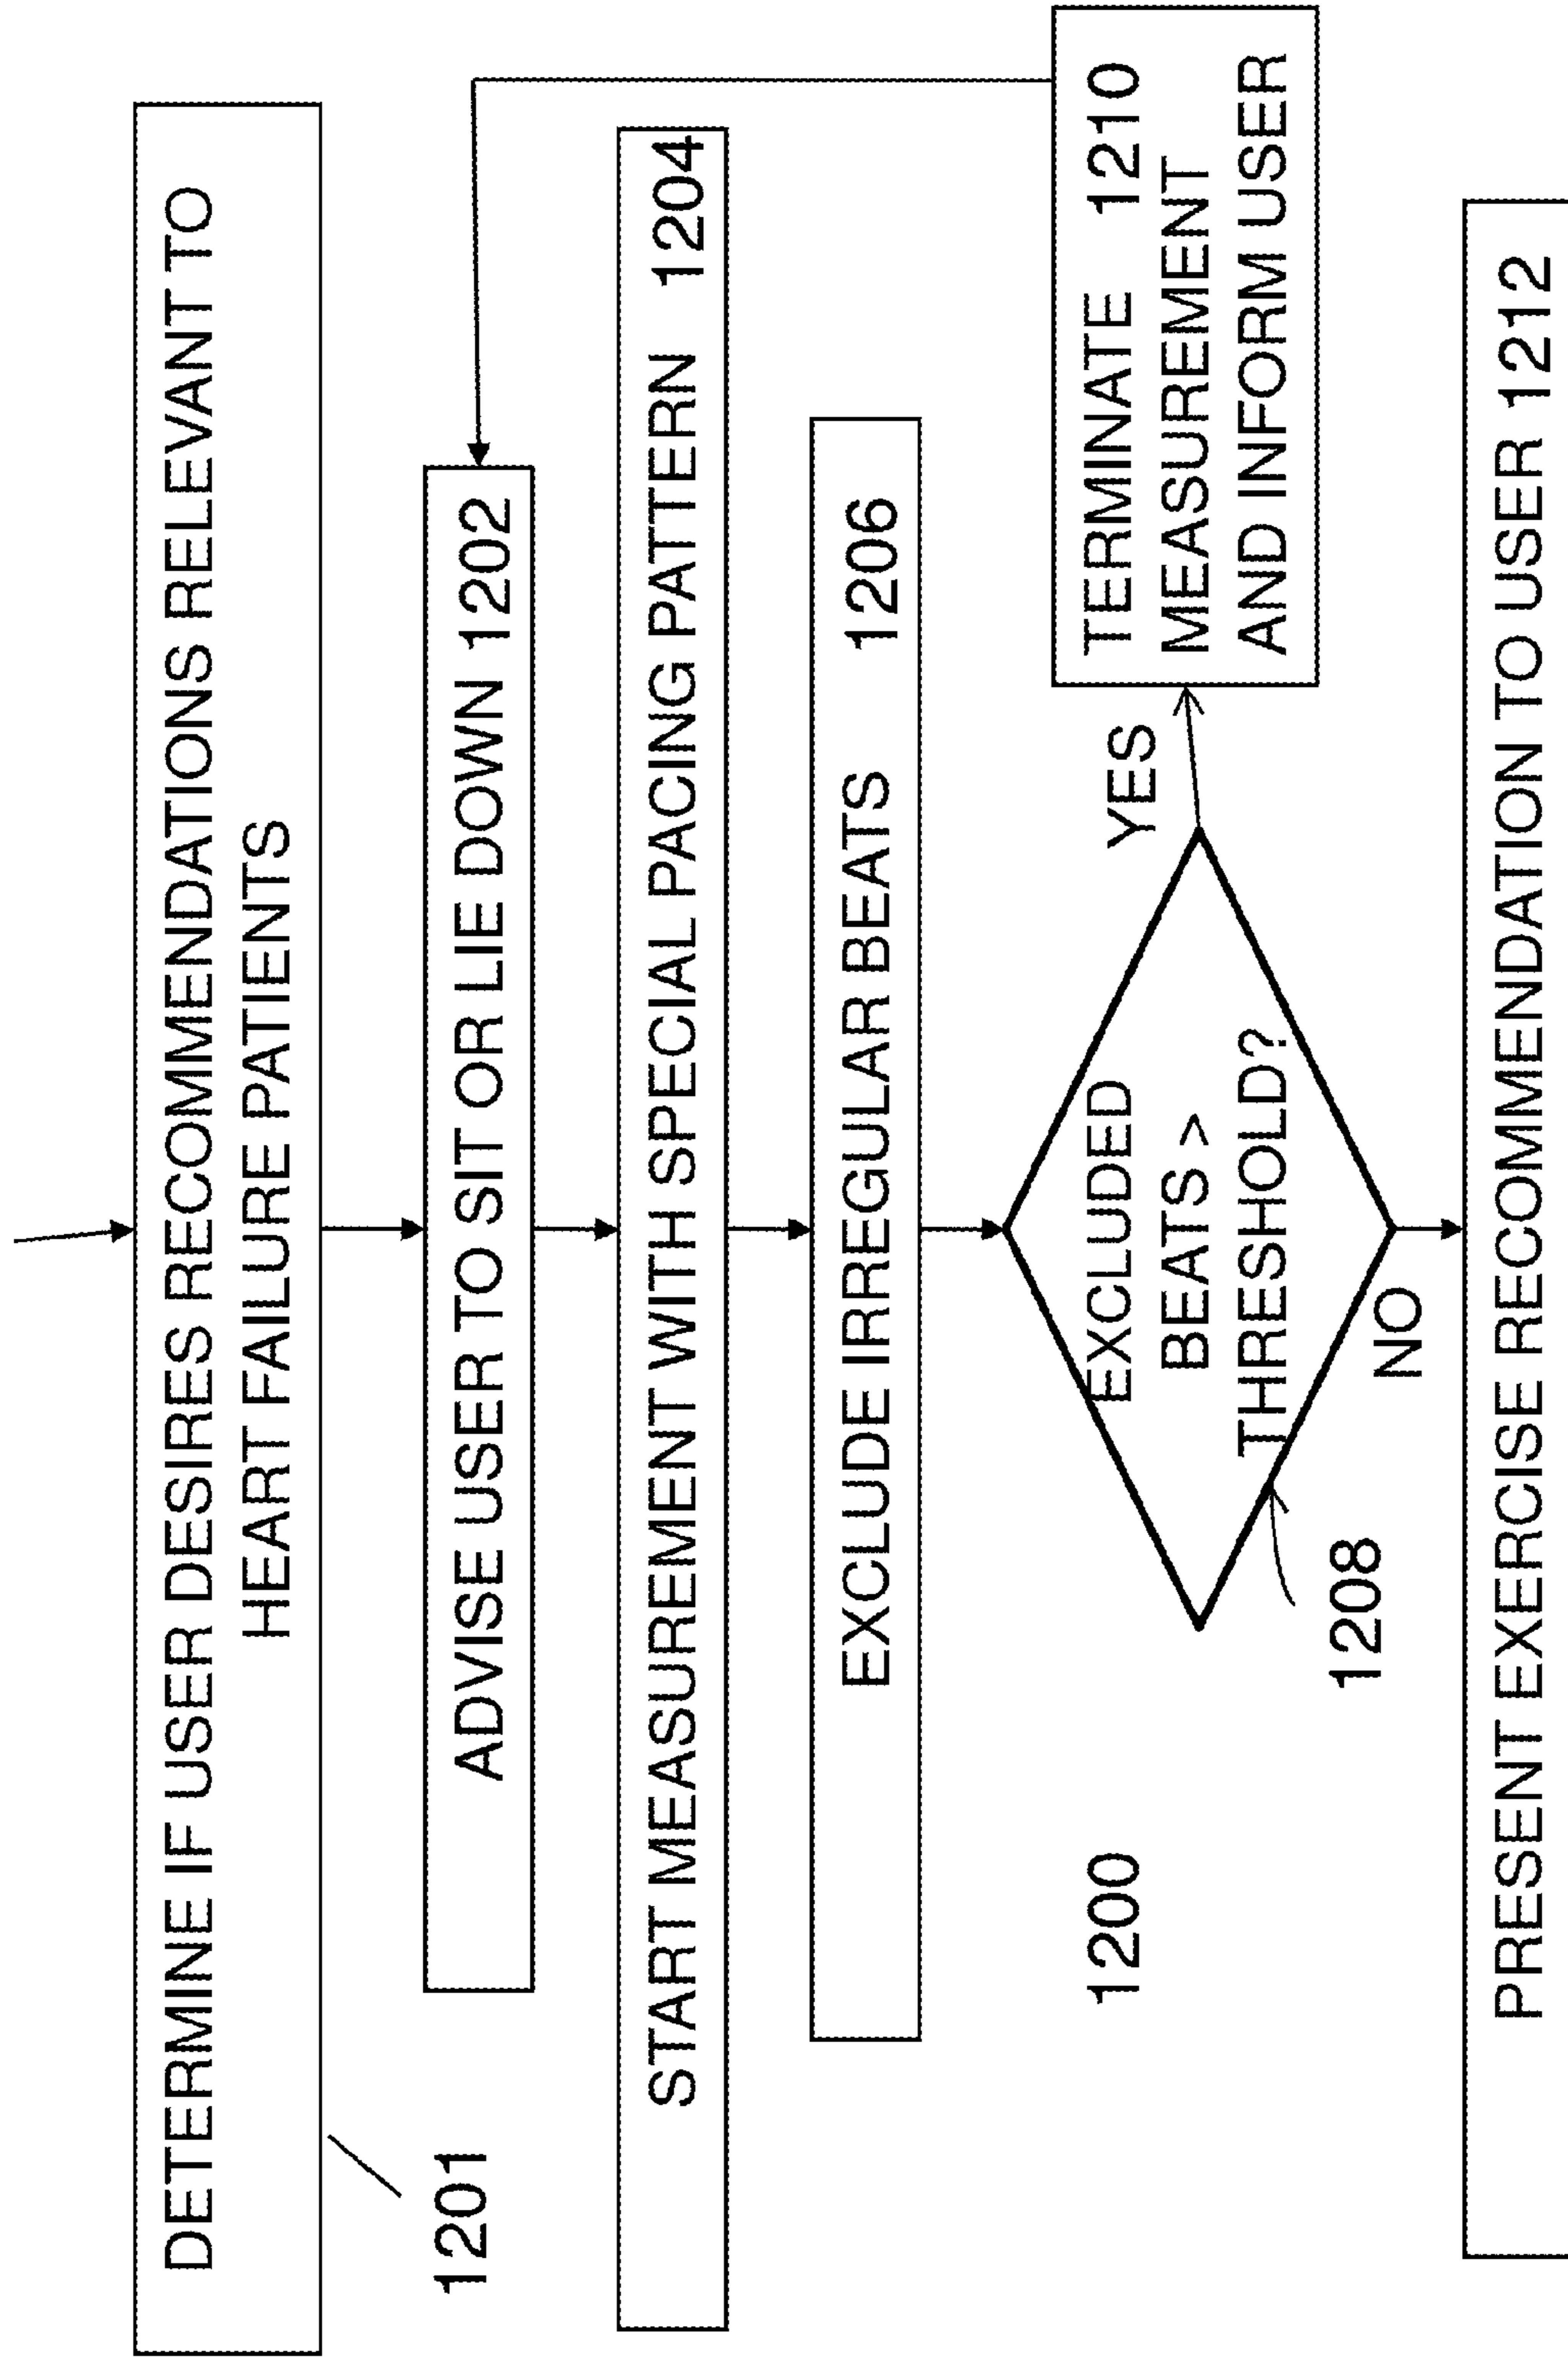 DETERMINE IF USER DESIRES RECOMMENDATIONS RELEVANT TO
HEART FAILURE PATIENTS
1201
ADVISE USER TO SIT OR LIE DOWN 1202
START MEASUREMENT WITH SPECIAL PACING PATTERN 1204
EXCLUDE IRREGULAR BEATS 1206
1200
EXCLUDED
BEATS >
THRESHOLD?
1208
YES
TERMINATE 1210
MEASUREMENT
AND INFORM USER
NO
PRESENT EXERCISE RECOMMENDATION TO USER 1212